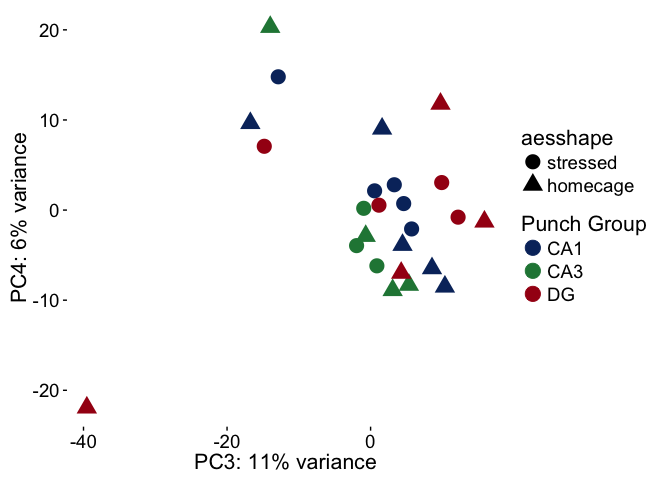 20
10
0
-10
-20
PC4: 6% variance
-40
-20
0
PC3: 11% variance
aesshape
stressed
homecage
Punch Group
CA1
CA3
DG